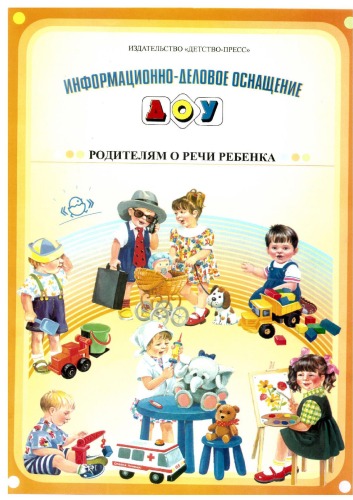 ИЗДАТЕЛЬСТВО «ДЕТСТВО-ПРЕСС»
ИНФОРМАЦИОННО-ДЕЛОВОЕ ОСНАЩЕНИЕ
ДОУ
РОДИТЕЛЯМ О РЕЧИ РЕБЕНКА